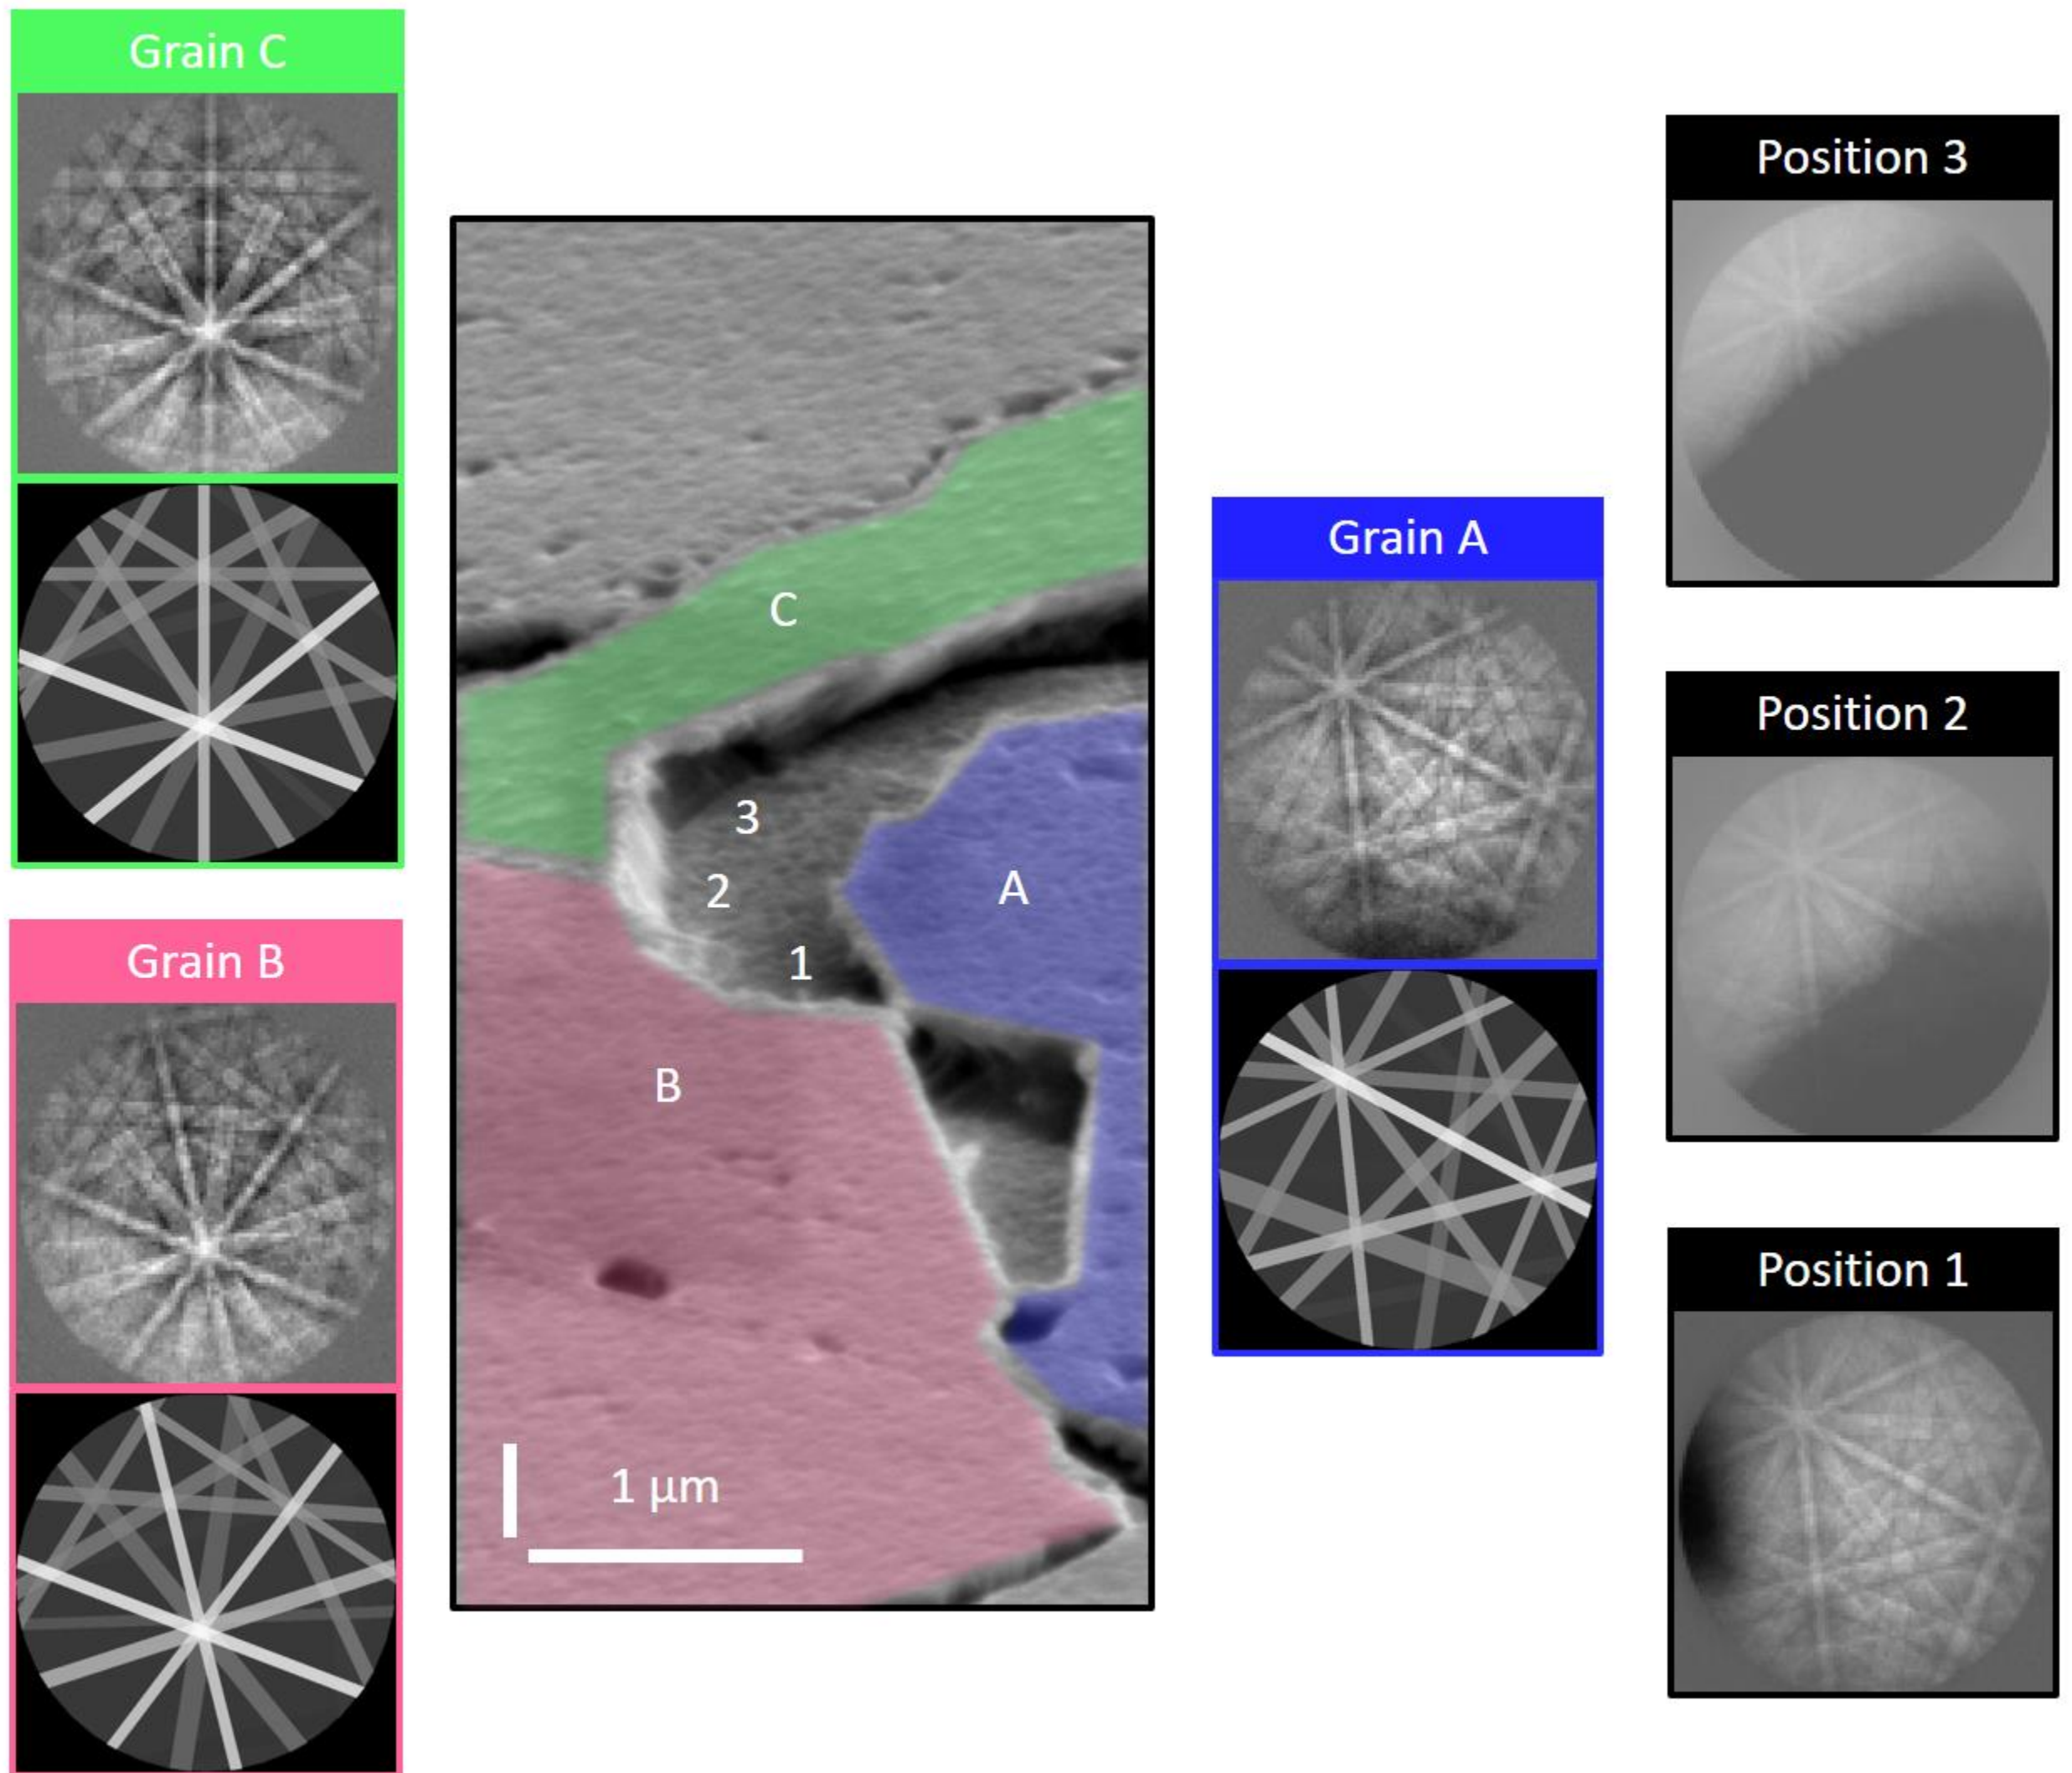 Grain C
Grain B
C
3
2
A
1
B
1 μm
Grain A
Position 3
Position 2
Position 1